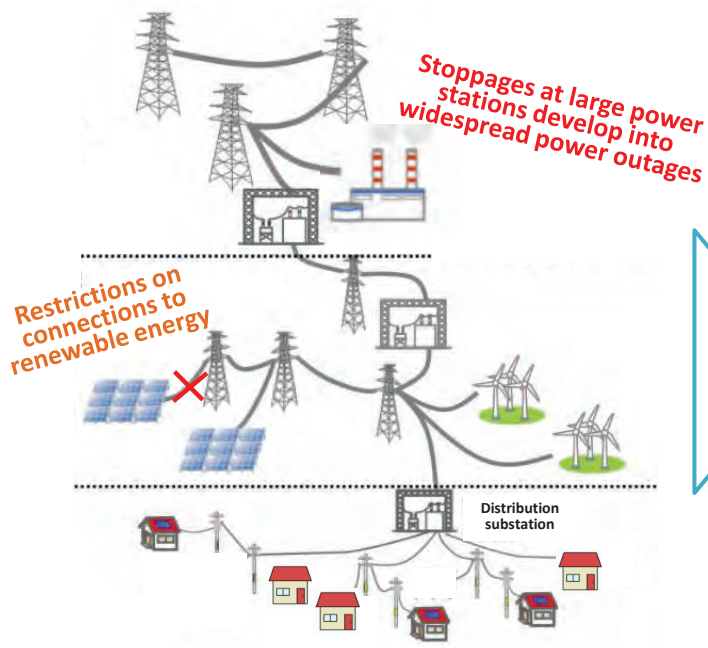 Stoppages at large power
stations develop into
widespread power outages
Restrictions on
connections to
renewable energy
Distribution
substation